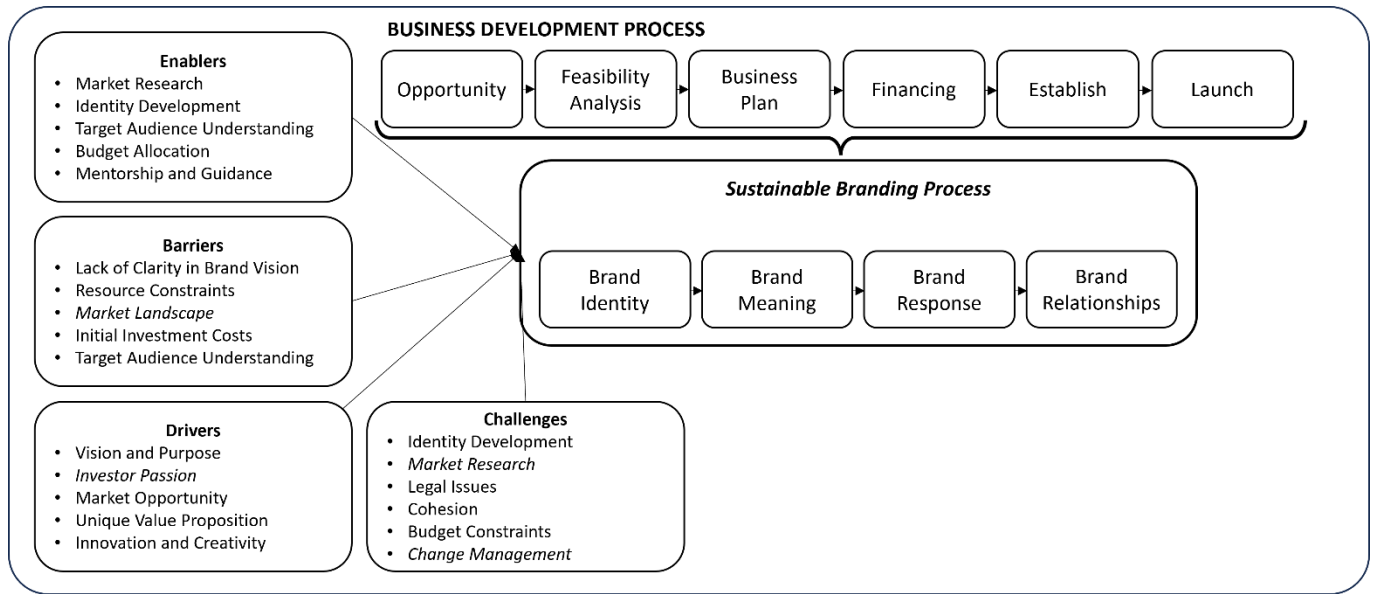 BUSINESS DEVELOPMENT PROCESS
Opportunity
Feasibility
Analysis
Business
Plan
Financing
Establish
Launch
Enablers
• Market Research
• Identity Development
• Target Audience Understanding
• Budget Allocation
• Mentorship and Guidance
Sustainable Branding Process
Brand
Identity
Brand
Meaning
Brand
Response
Brand
Relationships
Barriers
• Lack of Clarity in Brand Vision
• Resource Constraints
• Market Landscape
• Initial Investment Costs
• Target Audience Understanding
Drivers
• Vision and Purpose
• Investor Passion
• Market Opportunity
• Unique Value Proposition
• Innovation and Creativity
Challenges
• Identity Development
• Market Research
• Legal Issues
• Cohesion
• Budget Constraints
• Change Management